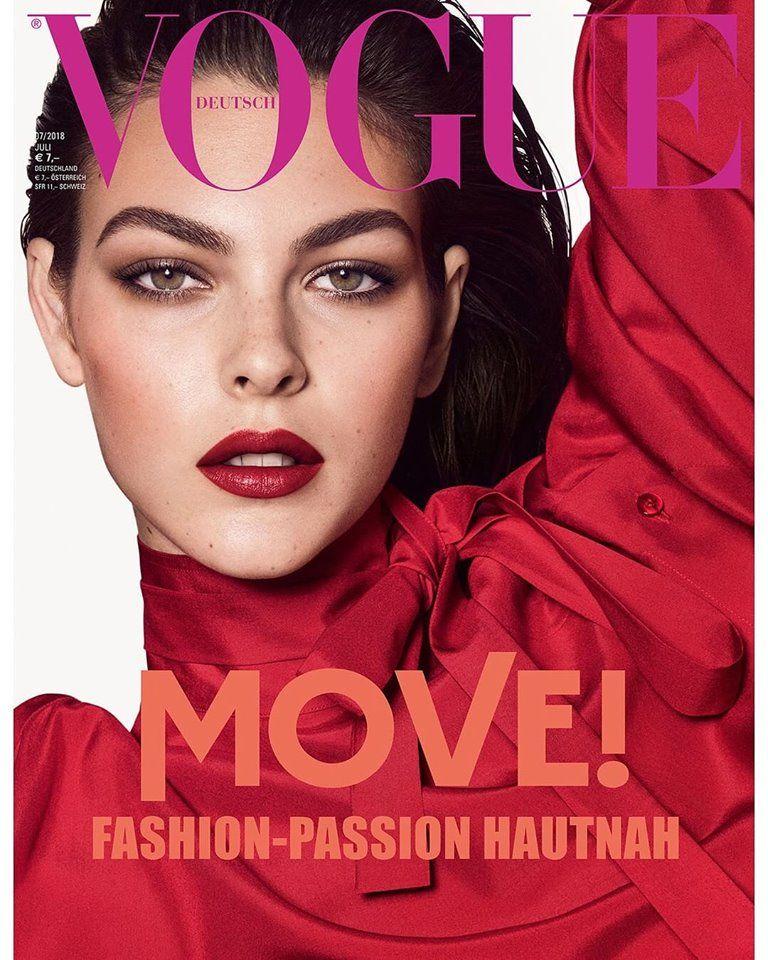 VOGUE
®
DEUTSCH
07/2018
JULI
€ 7,–
DEUTSCHLAND
€ 7,– ÖSTERREICH
SFR 11,– SCHWEIZ
MOVE!
FASHION-PASSION HAUTNAH